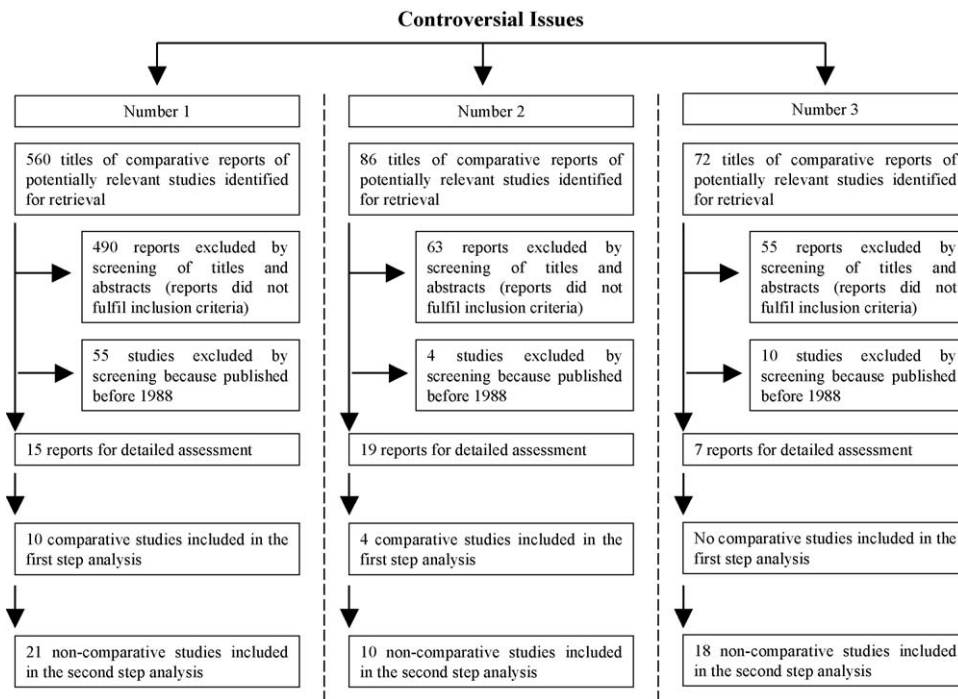 Controversial Issues
Number 1
560 titles of comparative reports of
potentially relevant studies identified
for retrieval
490 reports excluded by
screening of titles and
abstracts (reports did not
fulfil inclusion criteria)
55 studies excluded by
screening because published
before 1988
15 reports for detailed assessment
10 comparative studies included in the
first step analysis
21 non-comparative studies included
in the second step analysis
Number 2
86 titles of comparative reports of
potentially relevant studies identified
for retrieval
63 reports excluded by
screening of titles and
abstracts (reports did not
fulfil inclusion criteria)
4 studies excluded by
screening because published
before 1988
19 reports for detailed assessment
4 comparative studies included in the
first step analysis
10 non-comparative studies included
in the second step analysis
Number 3
72 titles of comparative reports of
potentially relevant studies identified
for retrieval
55 reports excluded by
screening of titles and
abstracts (reports did not
fulfil inclusion criteria)
10 studies excluded by
screening because published
before 1988
7 reports for detailed assessment
No comparative studies included in the
first step analysis
18 non-comparative studies included
in the second step analysis